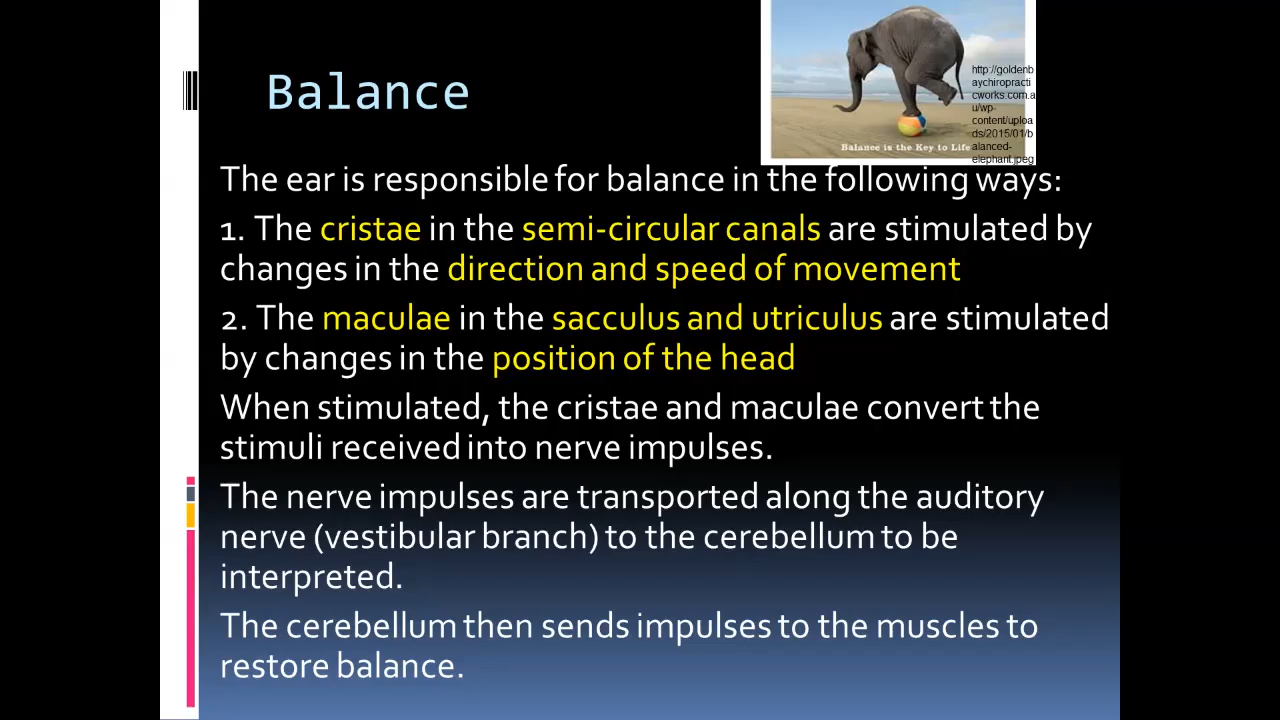 Balance
http://goldenb
aychiropracti
cworks.com.a
u/wp-
content/uploa
ds/2015/01/b
alanced-
elephant.jpeg
Balance is the Key to Life
The ear is responsible for balance in the following ways:
1. The cristae in the semi-circular canals are stimulated by
changes in the direction and speed of movement
2. The maculae in the sacculus and utriculus are stimulated
by changes in the position of the head
When stimulated, the cristae and maculae convert the
stimuli received into nerve impulses.
The nerve impulses are transported along the auditory
nerve (vestibular branch) to the cerebellum to be
interpreted.
The cerebellum then sends impulses to the muscles to
restore balance.